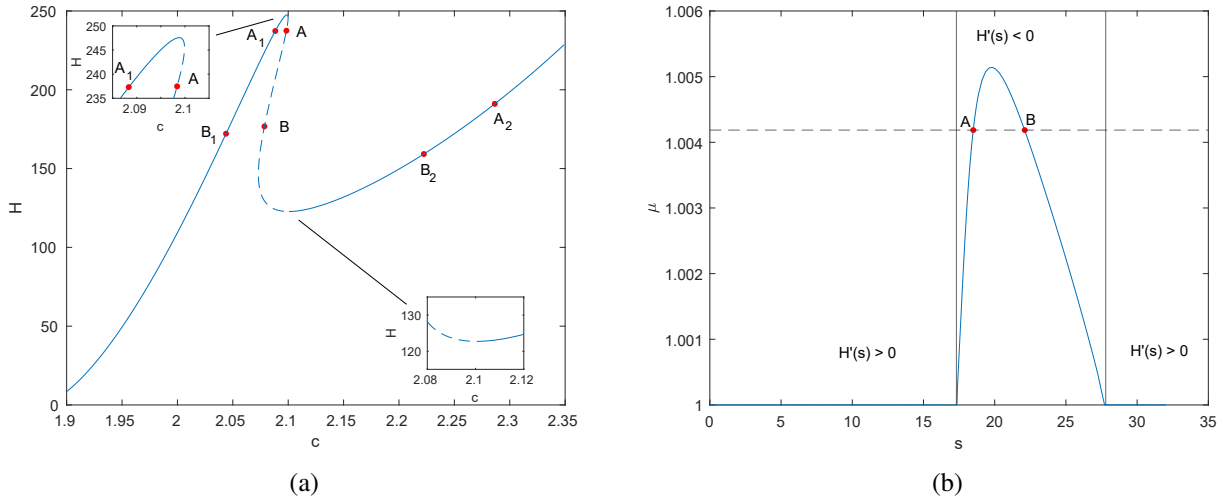 250
200
150
100
50
0
H
1.9
1.95
2
2.05
2.1
2.15
2.2
2.25
2.3
2.35
c
A1
A
B1
B
A2
B2
250
245
240
235
H
A1
A
2.09
2.1
c
130
120
H
2.08
2.1
2.12
c
(a)
1.006
1.005
1.004
1.003
1.002
1.001
1
μ
H'(s) < 0
A
B
H'(s) > 0
H'(s) > 0
0
5
10
15
20
25
30
35
s
(b)